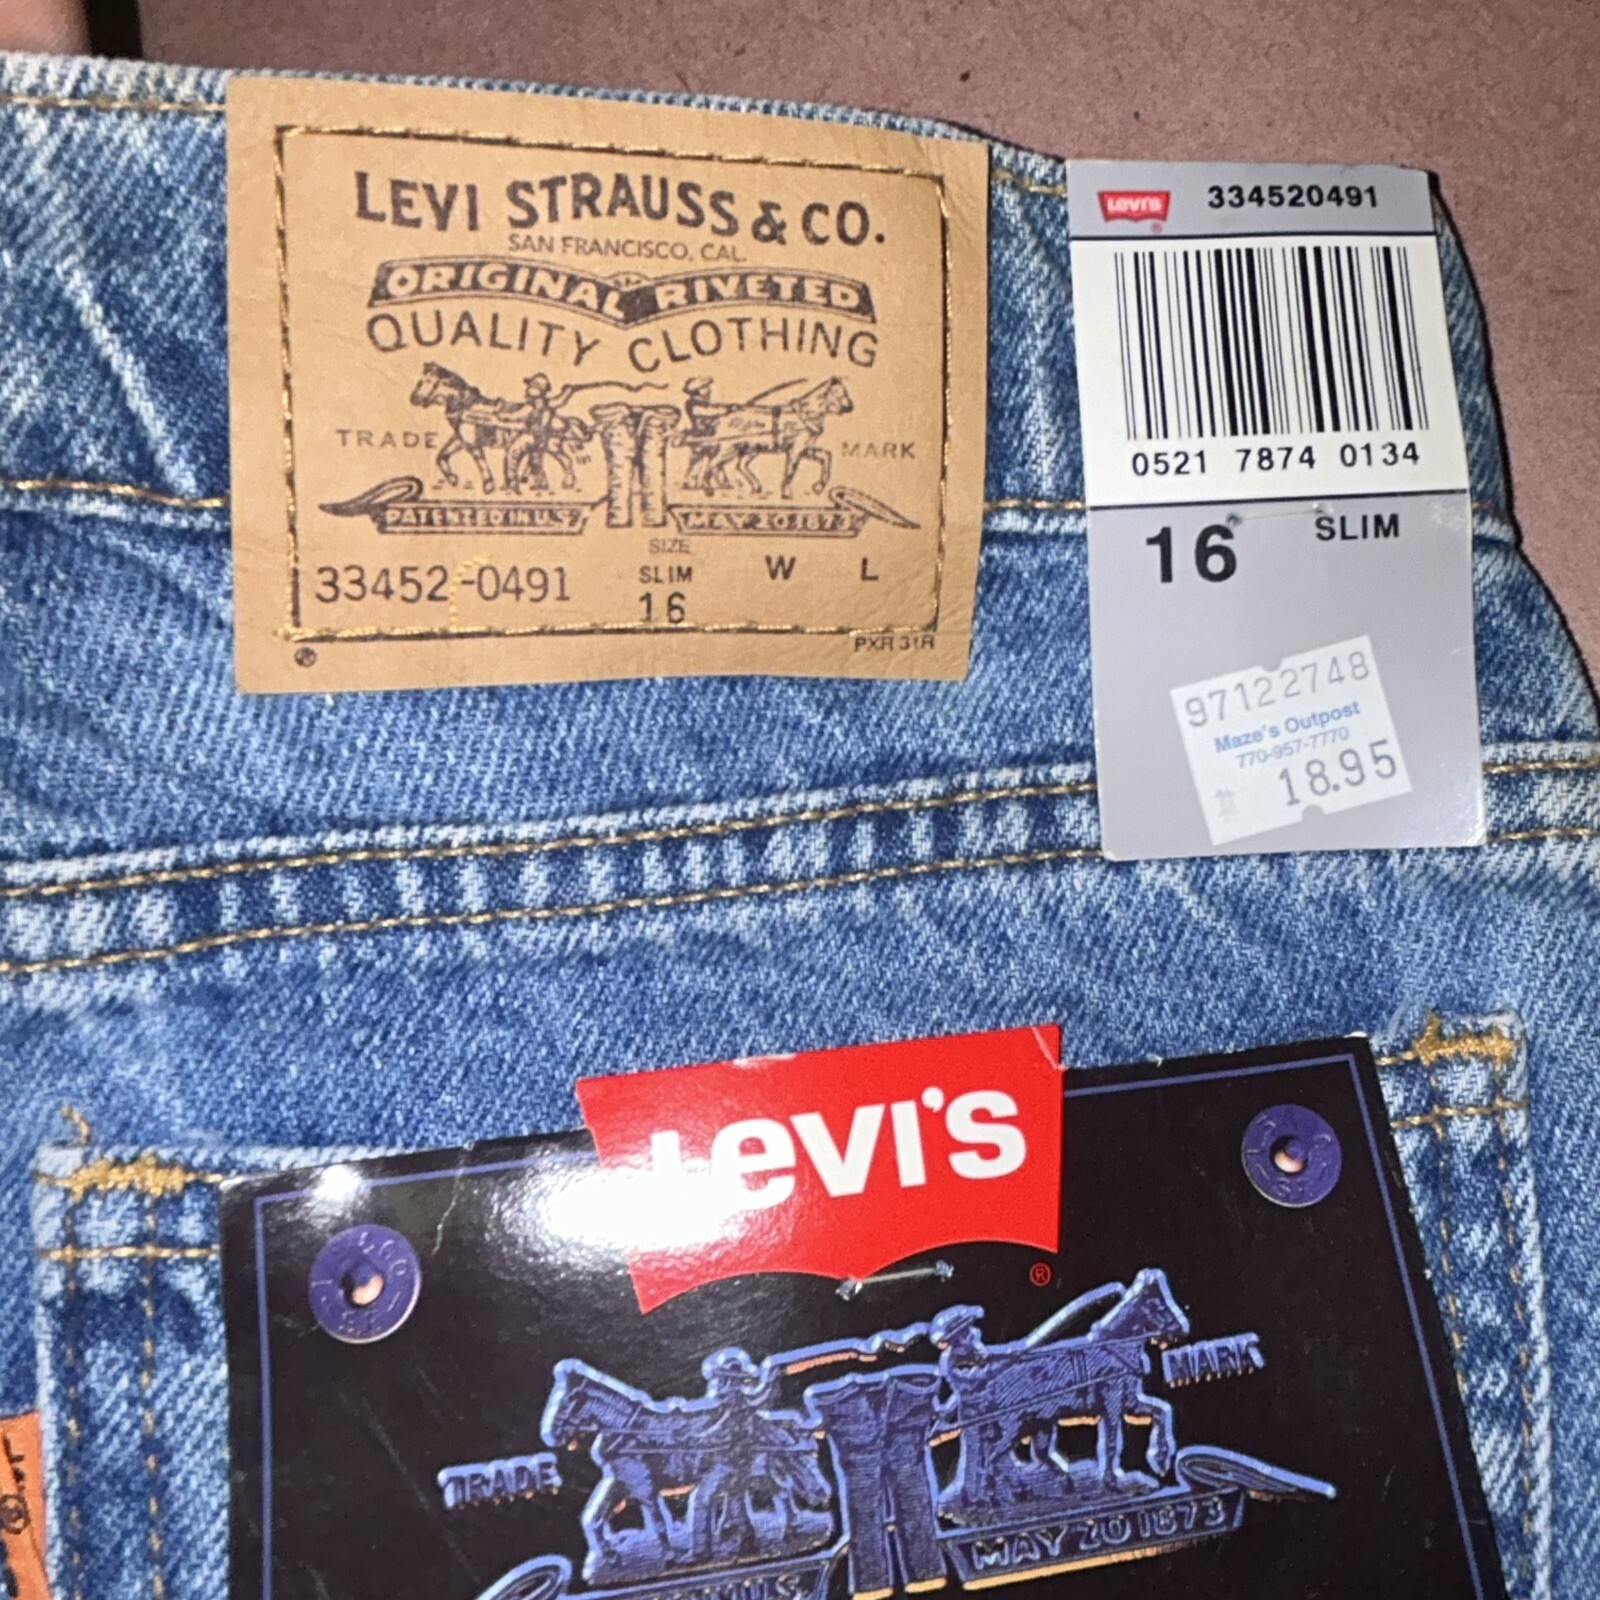 LEVI STRAUSS & CO.
SAN FRANCISCO, CAL.
ORIGINAL RIVETED
QUALITY CLOTHING
TRADE MARK
PATENTED IN U.S. MAY 20 1873
SIZE
33452-0491 SLIM W L
16
PXR 31R
®
LEVI'S 334520491
®
0521 7874 0134
16 SLIM
97122748
Maze's Outpost
770-957-7770
18.95
Levi's
®
TRADE MARK
MAY 20 1873